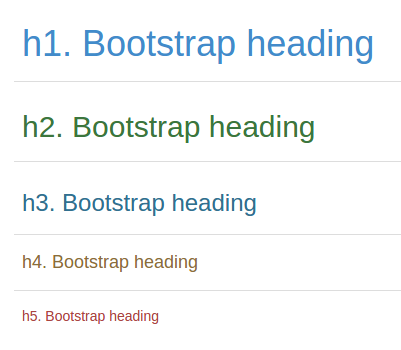 h1. Bootstrap heading
h2. Bootstrap heading
h3. Bootstrap heading
h4. Bootstrap heading
h5. Bootstrap heading